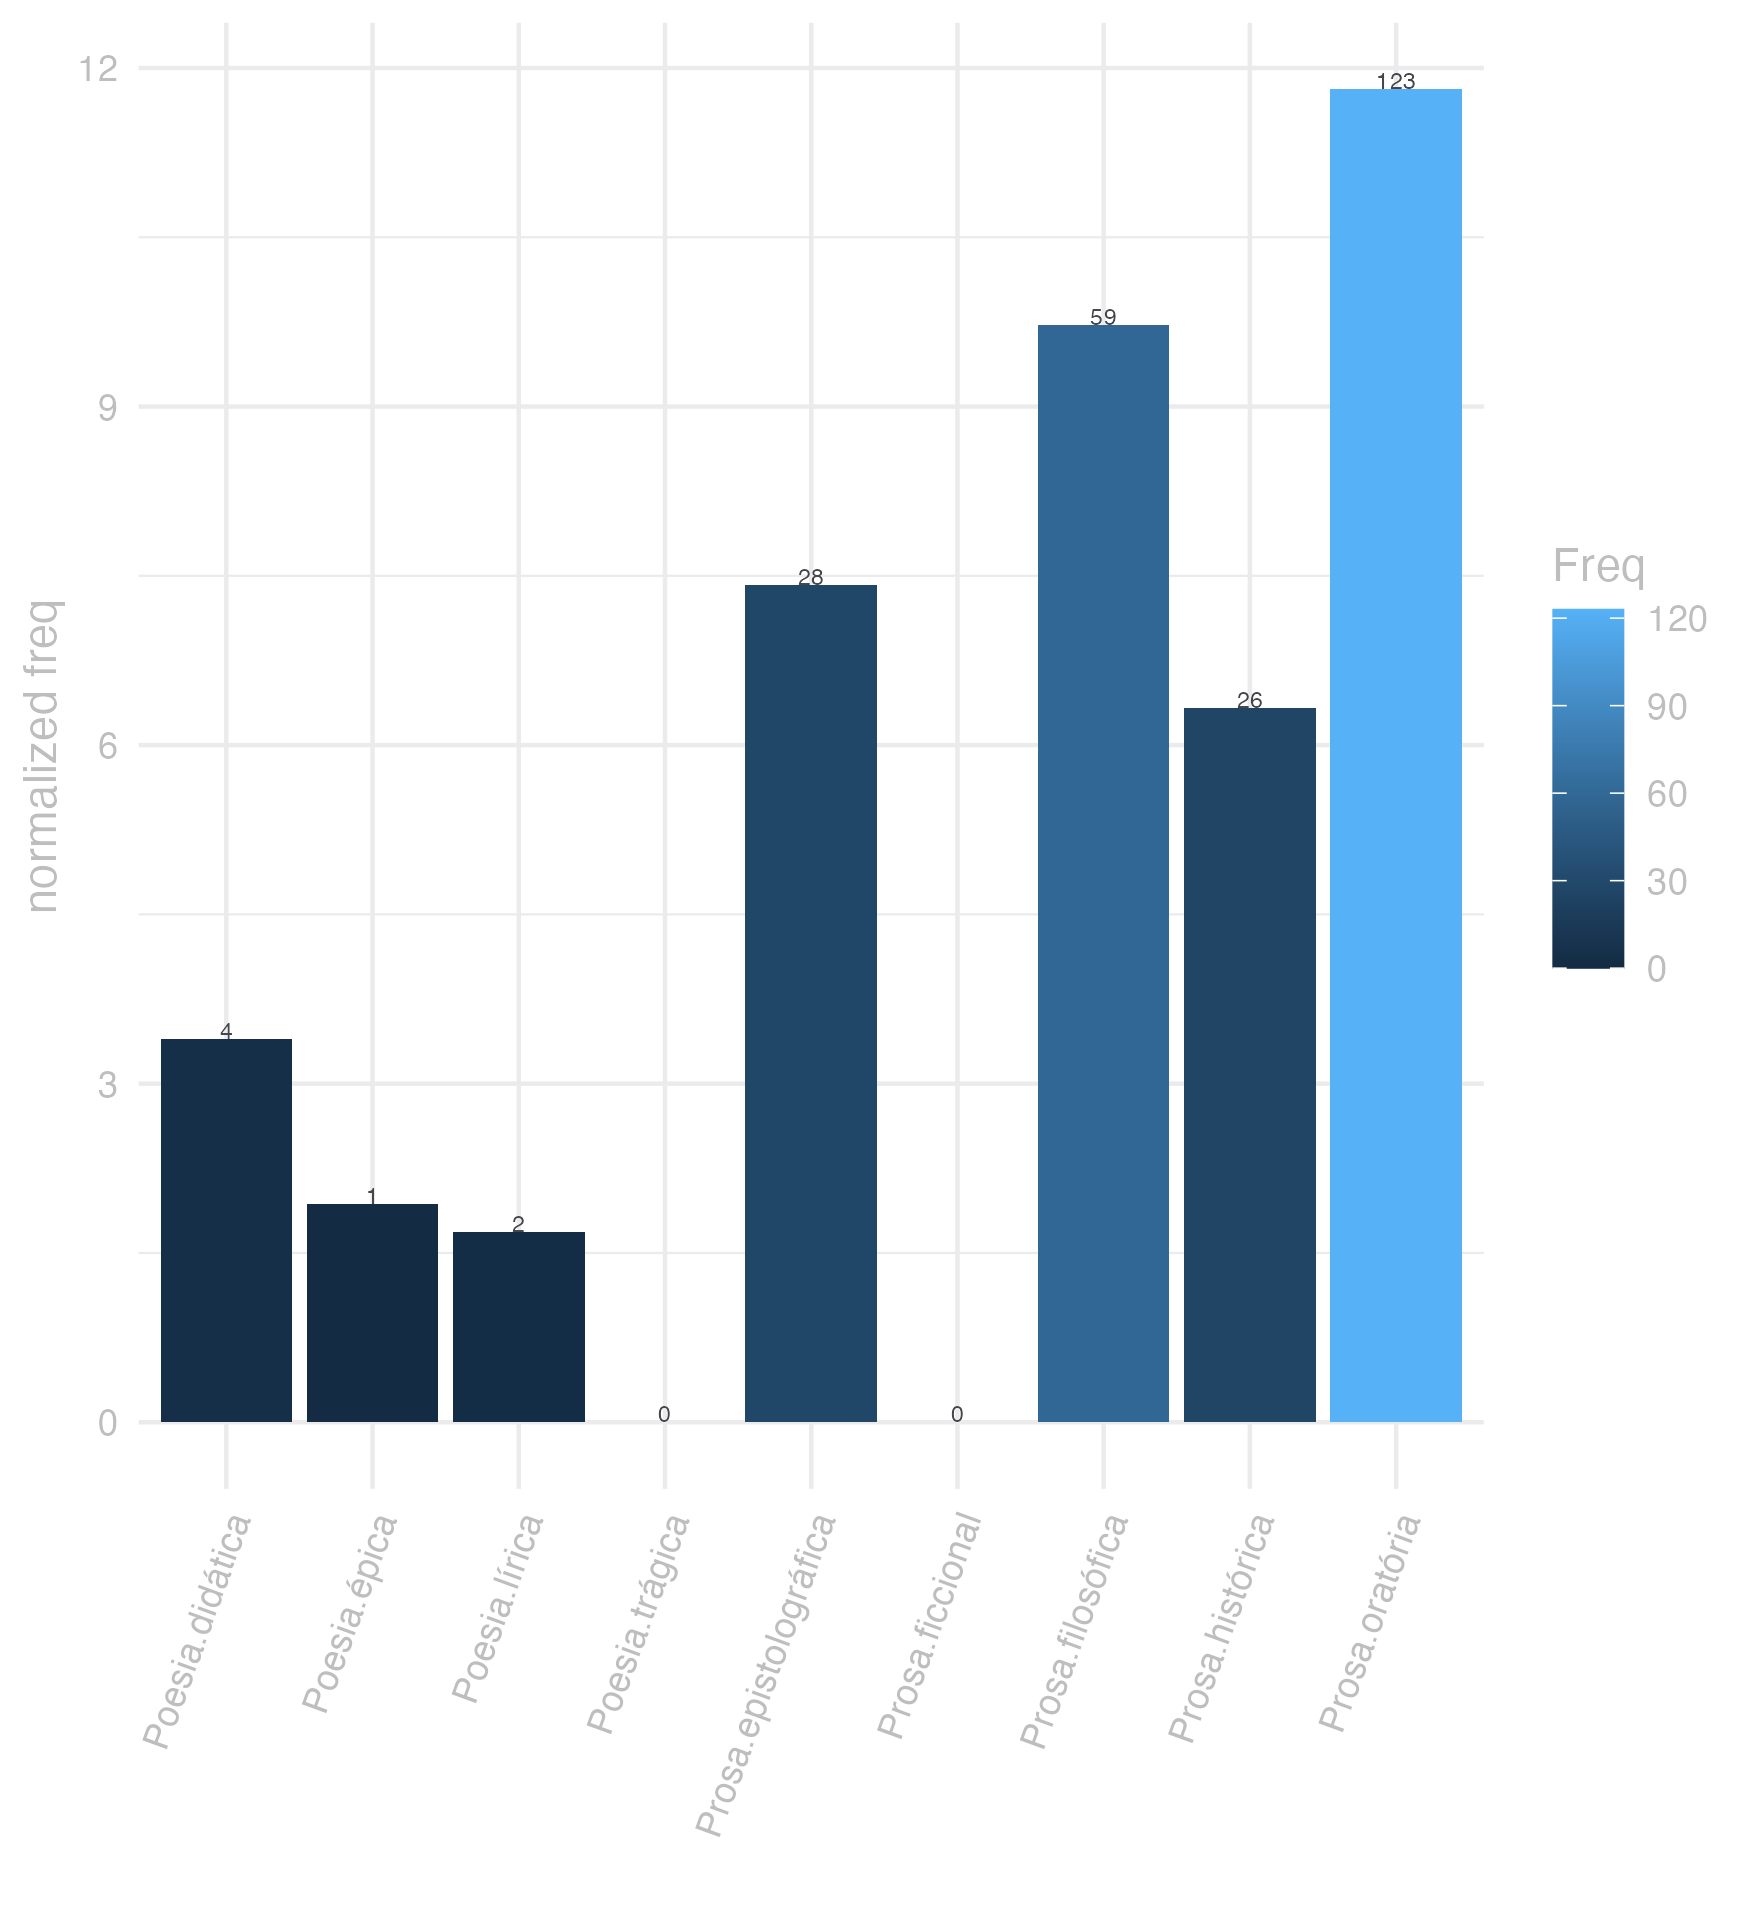 normalized freq
12
9
6
3
0
4
1
2
0
28
0
59
26
123
Poesia.didática
Poesia.épica
Poesia.lírica
Poesia.trágica
Prosa.epistolográfica
Prosa.ficcional
Prosa.filosófica
Prosa.histórica
Prosa.oratória
Freq
120
90
60
30
0